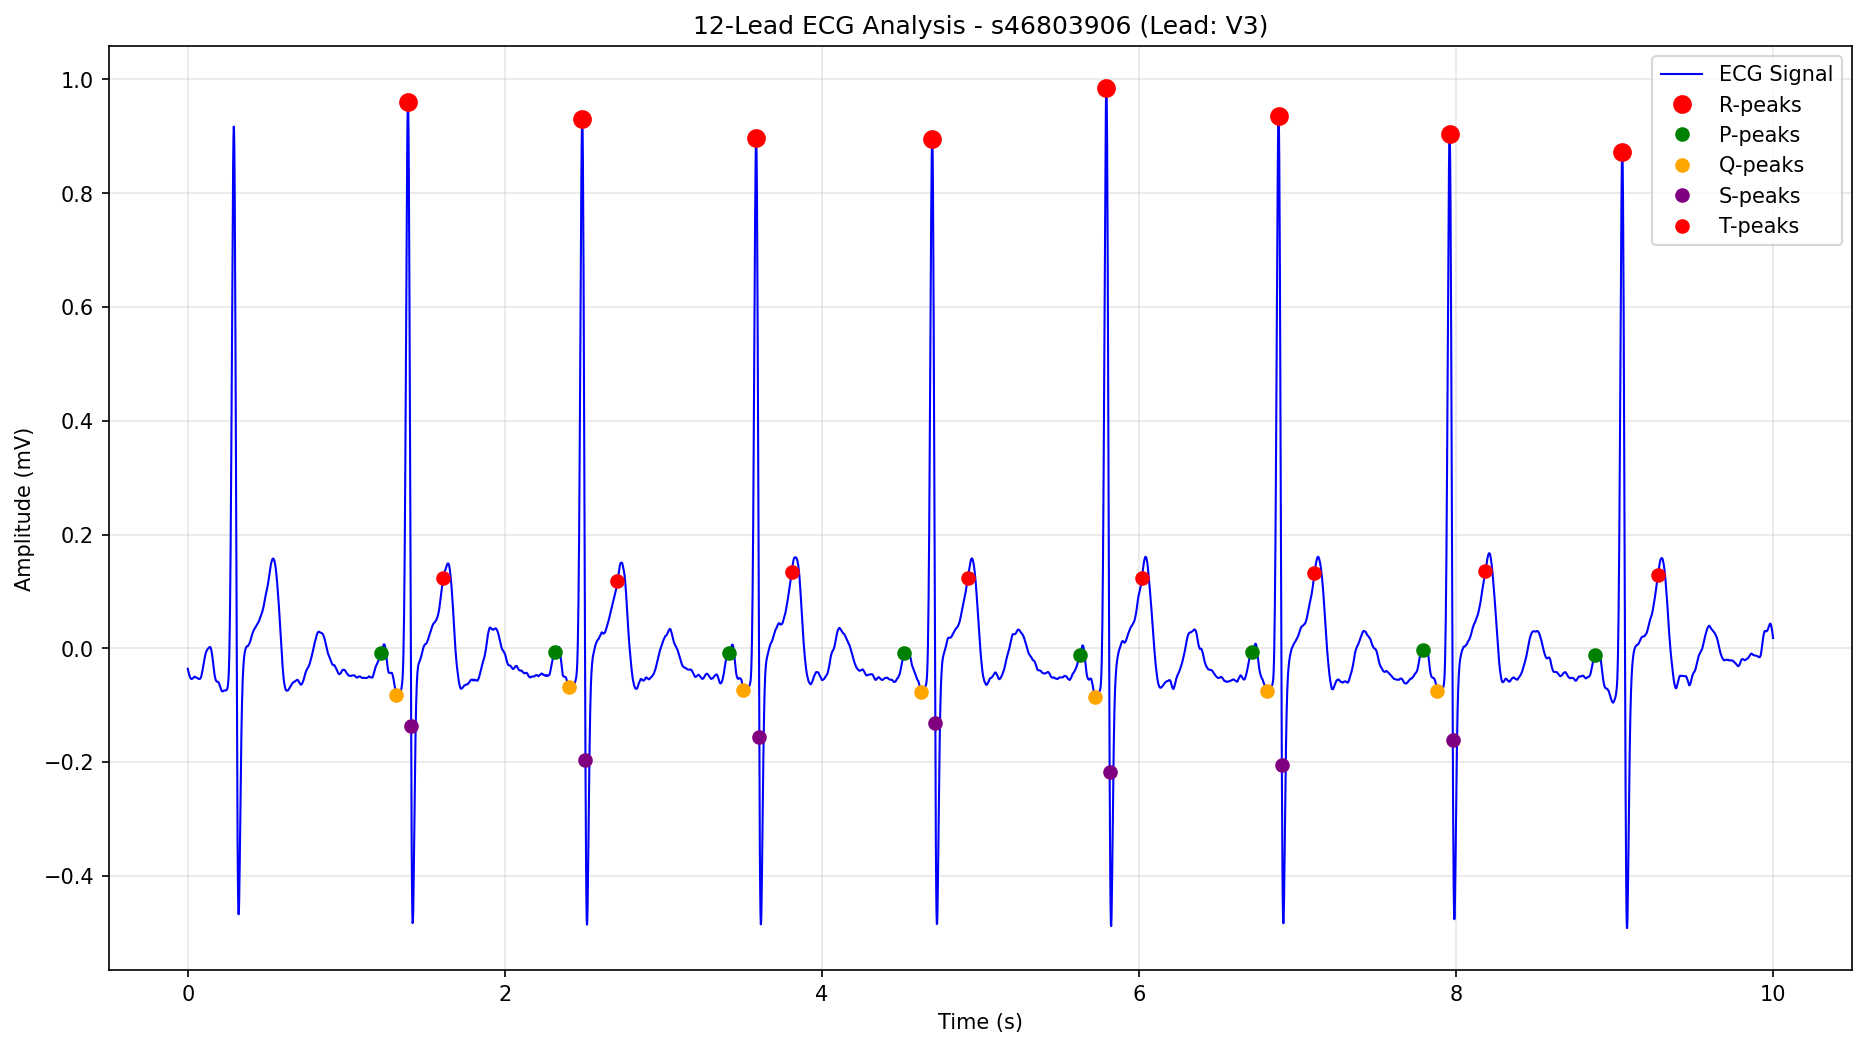 12-Lead ECG Analysis - s46803906 (Lead: V3)
ECG Signal
R-peaks
P-peaks
Q-peaks
S-peaks
T-peaks
Amplitude (mV)
1.0
0.8
0.6
0.4
0.2
0.0
−0.2
−0.4
0 2 4 6 8 10
Time (s)